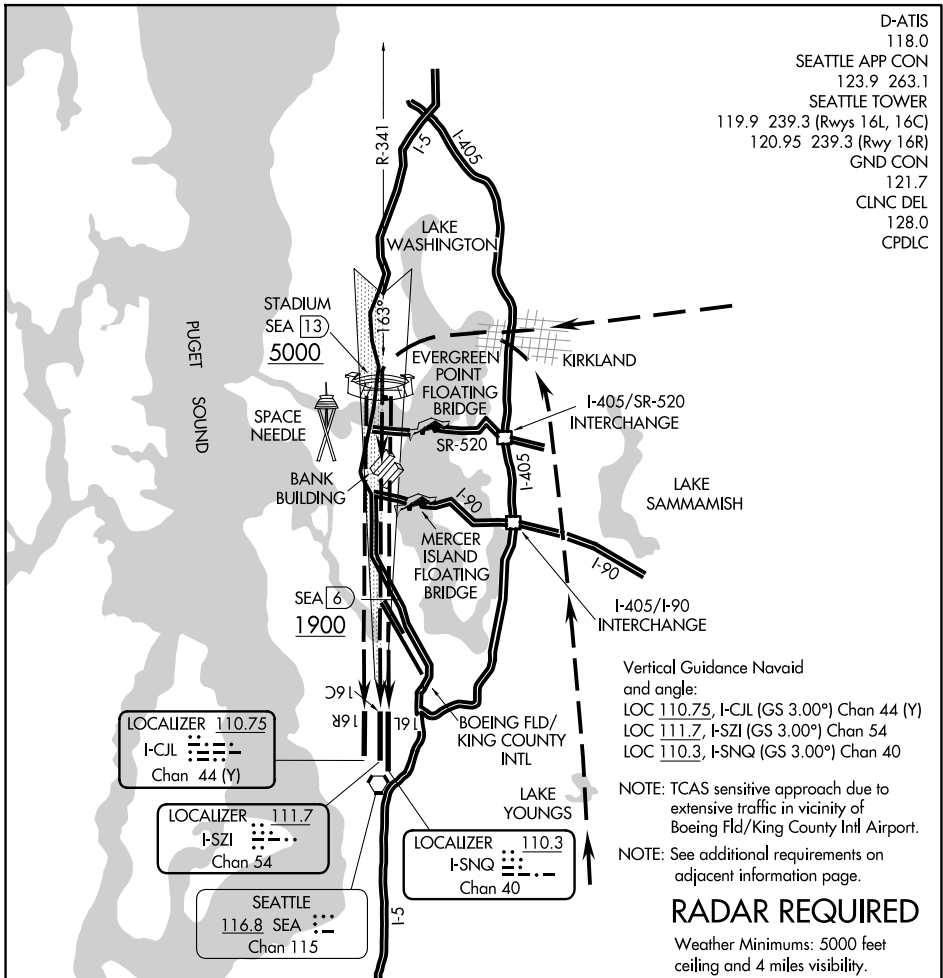 D-ATIS
118.0
SEATTLE APP CON
123.9 263.1
SEATTLE TOWER
119.9 239.3 (Rwys 16L, 16C)
120.95 239.3 (Rwy 16R)
GND CON
121.7
CLNC DEL
128.0
CPDLC
R-341
I-5
I-405
LAKE
WASHINGTON
STADIUM
SEA 13
5000
163°
PUGET
SOUND
EVERGREEN
POINT
FLOATING
BRIDGE
KIRKLAND
SPACE
NEEDLE
I-405/SR-520
INTERCHANGE
SR-520
I-405
BANK
BUILDING
I-90
LAKE
SAMMAMISH
MERCER
ISLAND
FLOATING
BRIDGE
I-90
SEA 6
1900
I-405/I-90
INTERCHANGE
16C
16R
16L
BOEING FLD/
KING COUNTY
INTL
Vertical Guidance Navaid
and angle:
LOC 110.75, I-CJL (GS 3.00°) Chan 44 (Y)
LOC 111.7, I-SZI (GS 3.00°) Chan 54
LOC 110.3, I-SNQ (GS 3.00°) Chan 40
LOCALIZER 110.75
I-CJL
Chan 44 (Y)
LAKE
YOUNGS
NOTE: TCAS sensitive approach due to
extensive traffic in vicinity of
Boeing Fld/King County Intl Airport.
LOCALIZER 111.7
I-SZI
Chan 54
LOCALIZER 110.3
I-SNQ
Chan 40
NOTE: See additional requirements on
adjacent information page.
SEATTLE
116.8 SEA
Chan 115
I-5
RADAR REQUIRED
Weather Minimums: 5000 feet
ceiling and 4 miles visibility.